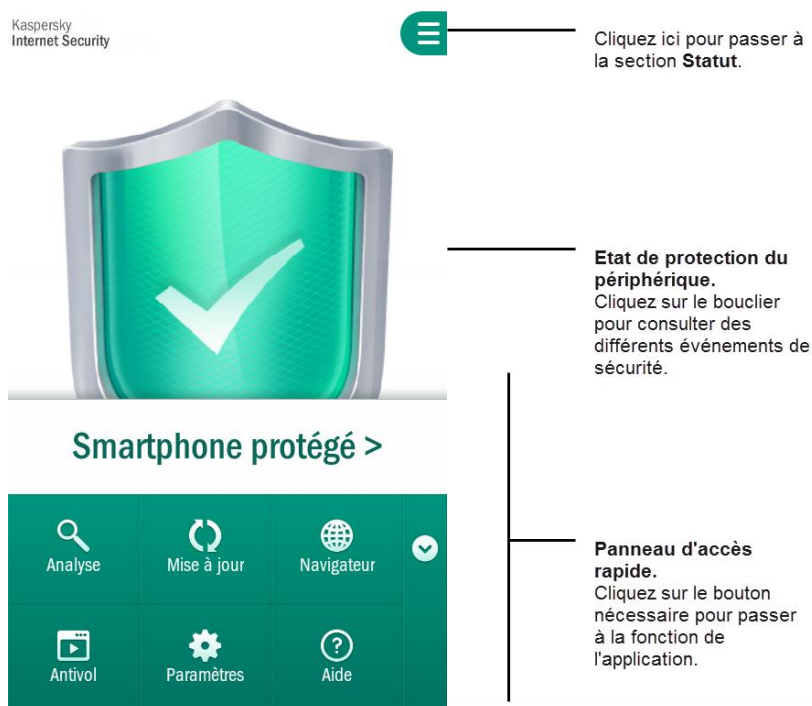 Kaspersky
Internet Security
Cliquez ici pour passer à
la section Statut.
Etat de protection du
périphérique.
Cliquez sur le bouclier
pour consulter des
différents événements de
sécurité.
Smartphone protégé >
Analyse
Mise à jour
Navigateur
Antivol
Paramètres
Aide
Panneau d'accès
rapide.
Cliquez sur le bouton
nécessaire pour passer
à la fonction de
l'application.